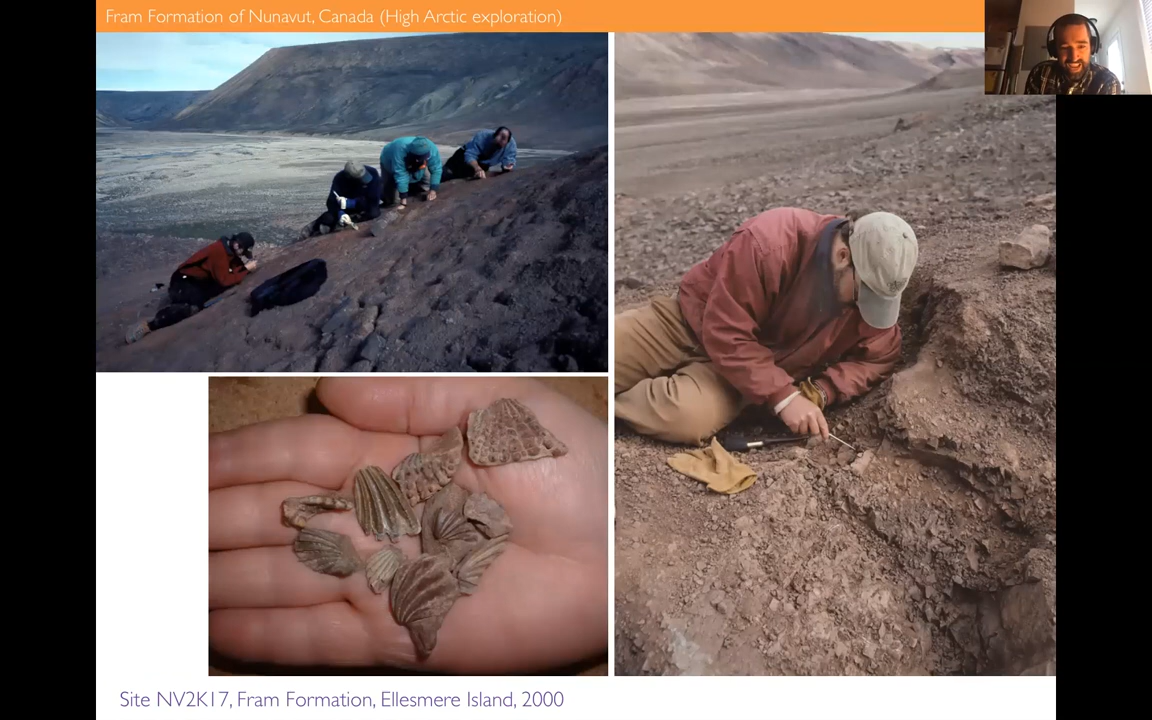 Fram Formation of Nunavut, Canada (High Arctic exploration)
Site NV2K17, Fram Formation, Ellesmere Island, 2000